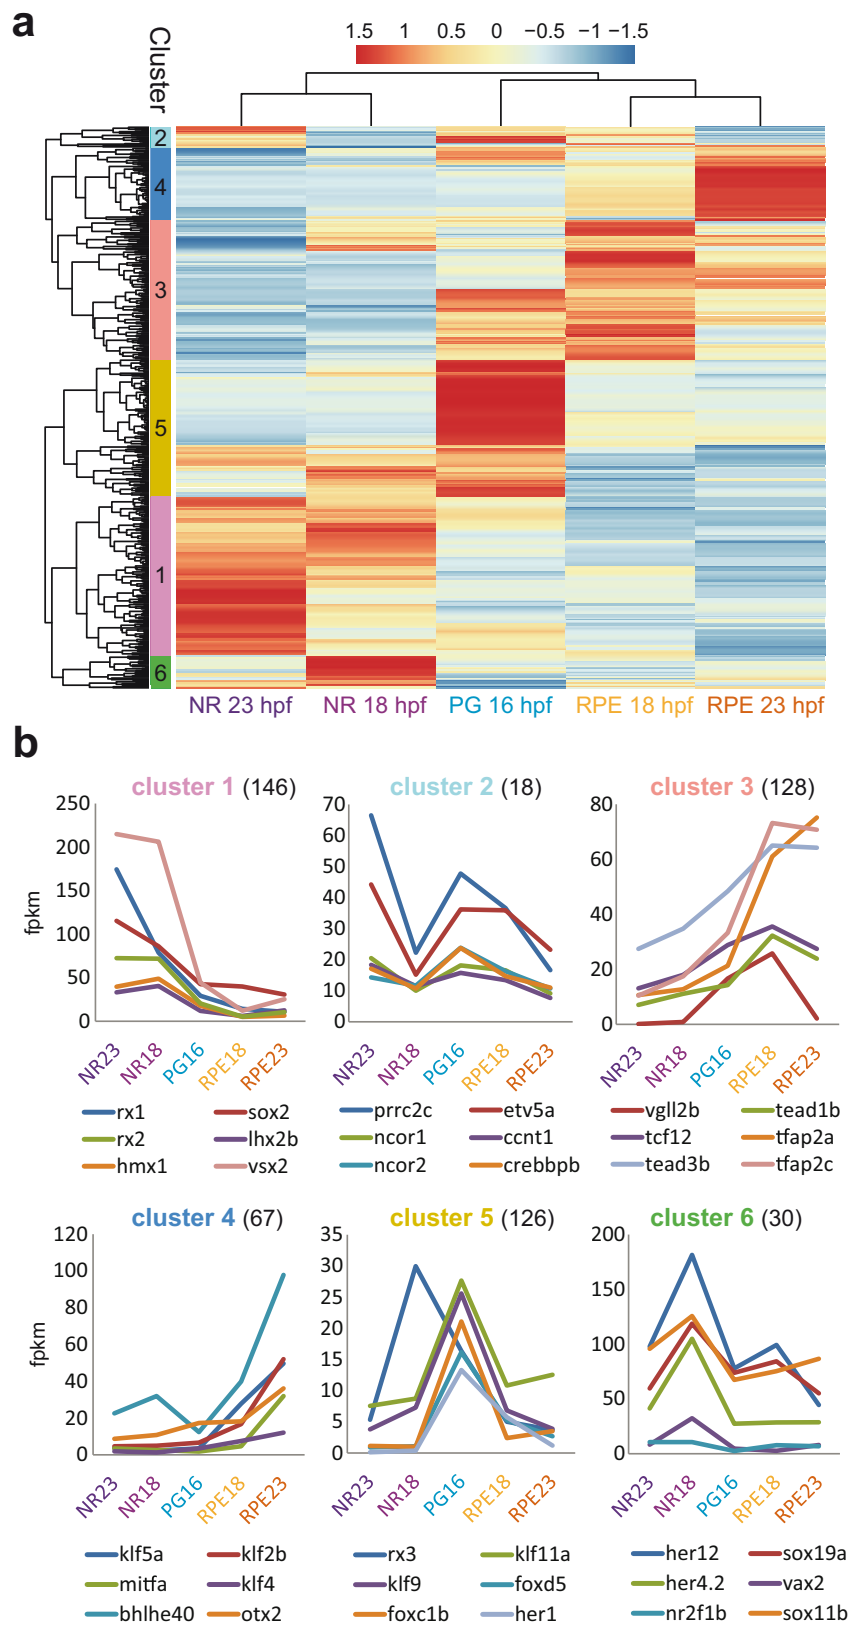 a
Cluster
1.5 1 0.5 0 −0.5 −1 −1.5
2
4
3
5
1
6
NR 23 hpf NR 18 hpf PG 16 hpf RPE 18 hpf RPE 23 hpf
b
cluster 1 (146)
250
200
150
100
50
0
fpkm
NR23 NR18 PG16 RPE18 RPE23
rx1 sox2
rx2 lhx2b
hmx1 vsx2
cluster 2 (18)
70
60
50
40
30
20
10
0
NR23 NR18 PG16 RPE18 RPE23
prrc2c etv5a
ncor1 ccnt1
ncor2 crebbpb
cluster 3 (128)
80
60
40
20
0
NR23 NR18 PG16 RPE18 RPE23
vgll2b tead1b
tcf12 tfap2a
tead3b tfap2c
cluster 4 (67)
120
100
80
60
40
20
0
fpkm
NR23 NR18 PG16 RPE18 RPE23
klf5a klf2b
mitfa klf4
bhlhe40 otx2
cluster 5 (126)
35
30
25
20
15
10
5
0
NR23 NR18 PG16 RPE18 RPE23
rx3 klf11a
klf9 foxd5
foxc1b her1
cluster 6 (30)
200
150
100
50
0
NR23 NR18 PG16 RPE18 RPE23
her12 sox19a
her4.2 vax2
nr2f1b sox11b